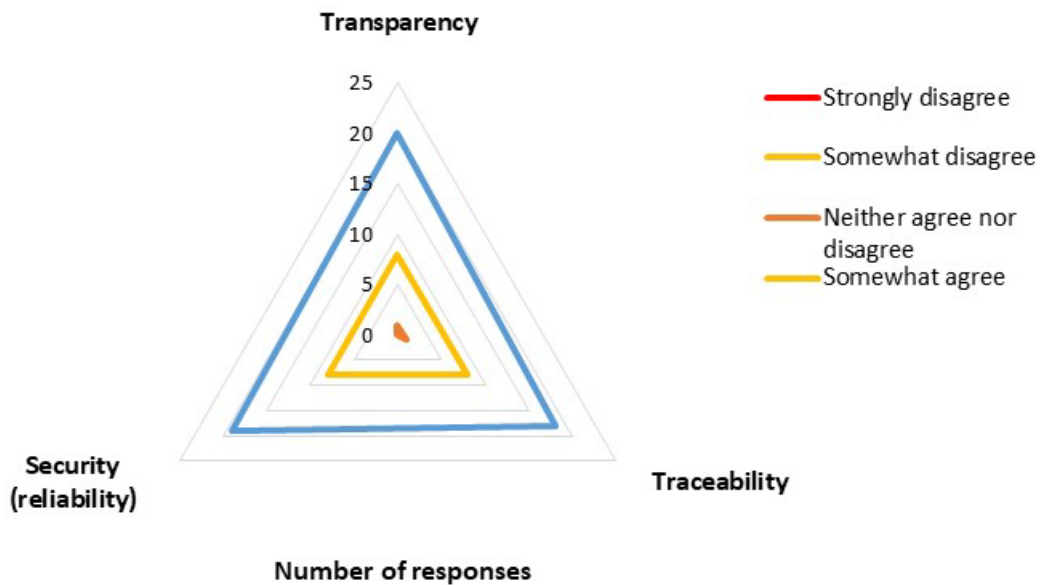 Transparency
25
20
15
10
5
0
Strongly disagree
Somewhat disagree
Neither agree nor
disagree
Somewhat agree
Security
(reliability)
Traceability
Number of responses